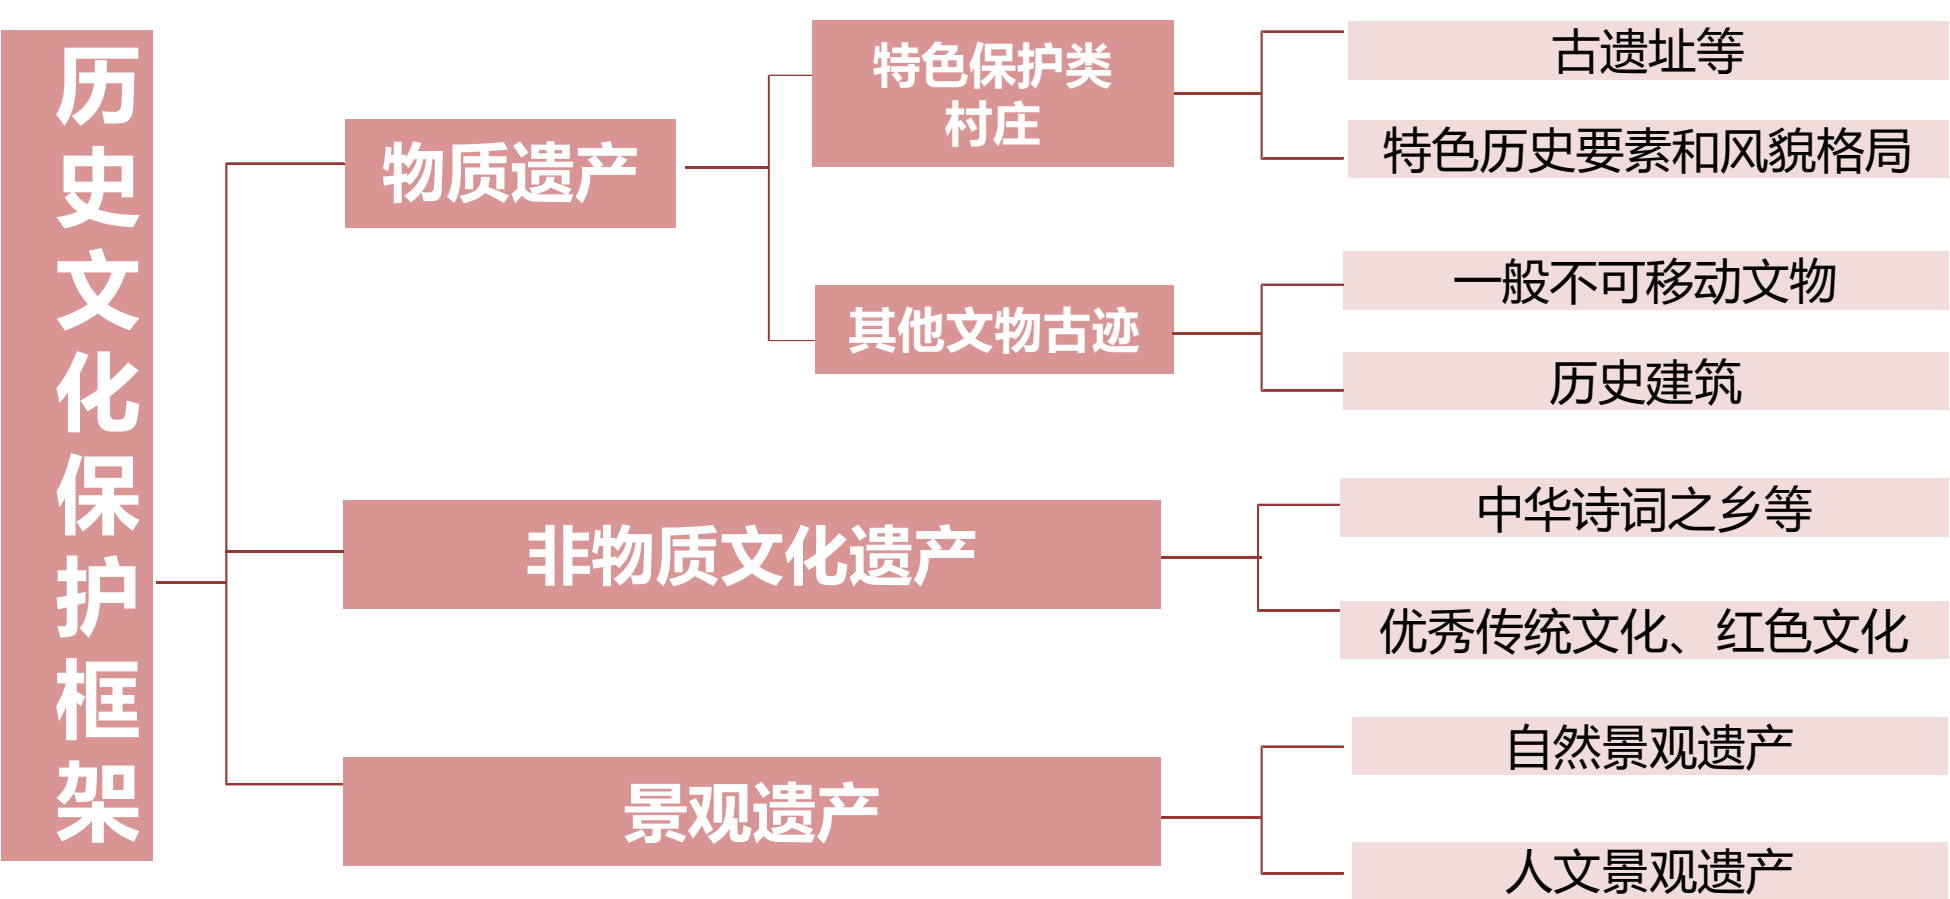 历史文化保护框架
物质遗产
特色保护类
村庄
古遗址等
特色历史要素和风貌格局
其他文物古迹
一般不可移动文物
历史建筑
非物质文化遗产
中华诗词之乡等
优秀传统文化、红色文化
景观遗产
自然景观遗产
人文景观遗产